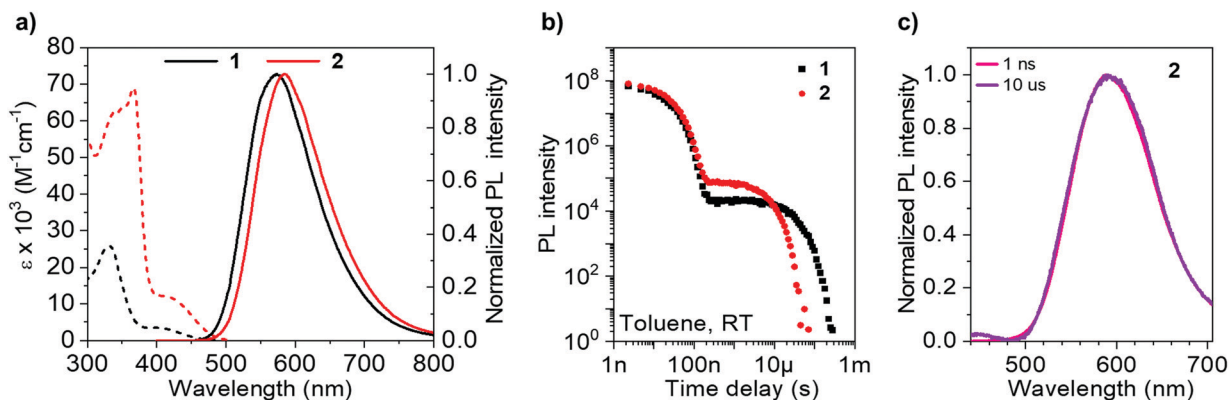 a)
1
2
80
70
60
50
40
30
20
10
0
ε x 10³ (M⁻¹cm⁻¹)
1.0
0.8
0.6
0.4
0.2
0.0
Normalized PL intensity
300 400 500 600 700 800
Wavelength (nm)
b)
1
2
10⁸
10⁶
10⁴
10²
10⁰
PL intensity
Toluene, RT
1n 100n 10µ 1m
Time delay (s)
c)
1 ns
10 us
2
1.0
0.8
0.6
0.4
0.2
0.0
Normalized PL intensity
500 600 700
Wavelength (nm)